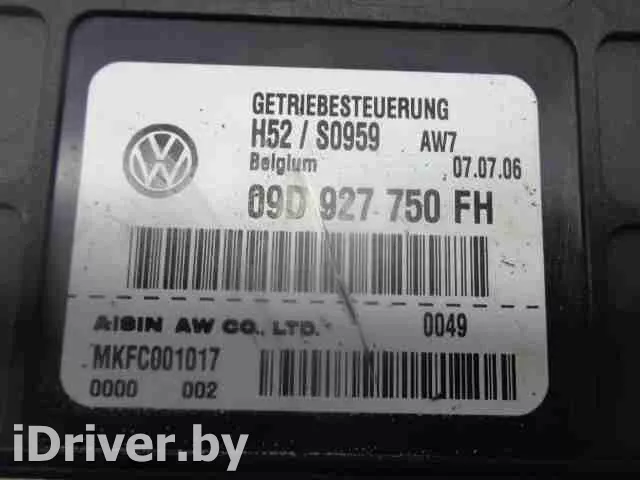 GETRIEBESTEUERUNG
H52 / S0959 AW7
Belgium 07.07.06
09D 927 750 FH
AISIN AW CO., LTD. 0049
MKFC001017
0000 002
iDriver.by